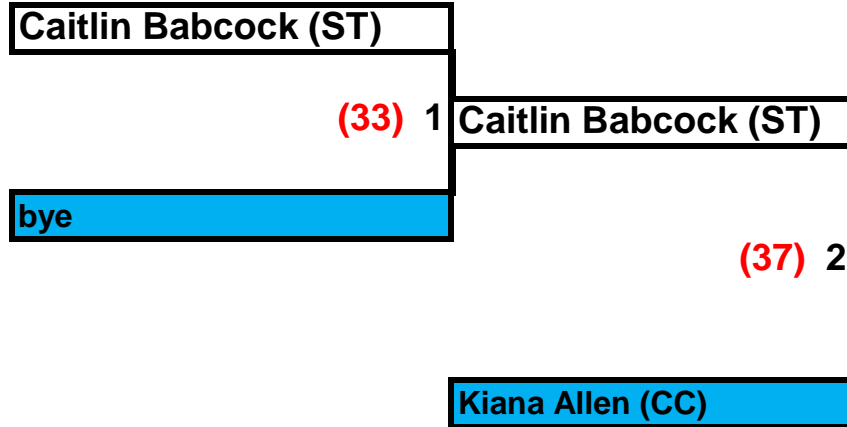 Caitlin Babcock (ST)
(33) 1 Caitlin Babcock (ST)
bye
(37) 2
Kiana Allen (CC)